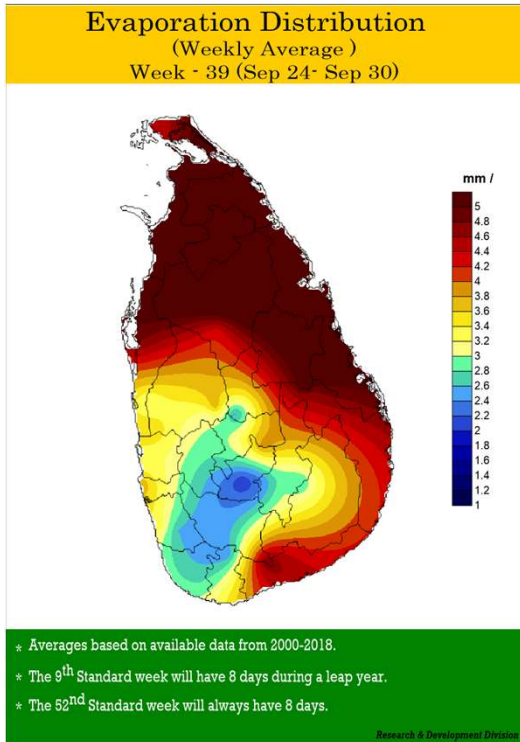 Evaporation Distribution
(Weekly Average )
Week - 39 (Sep 24- Sep 30)
mm /
5
4.8
4.6
4.4
4.2
4
3.8
3.6
3.4
3.2
3
2.8
2.6
2.4
2.2
2
1.8
1.6
1.4
1.2
1
* Averages based on available data from 2000-2018.
* The 9th Standard week will have 8 days during a leap year.
* The 52nd Standard week will always have 8 days.
Research & Development Division